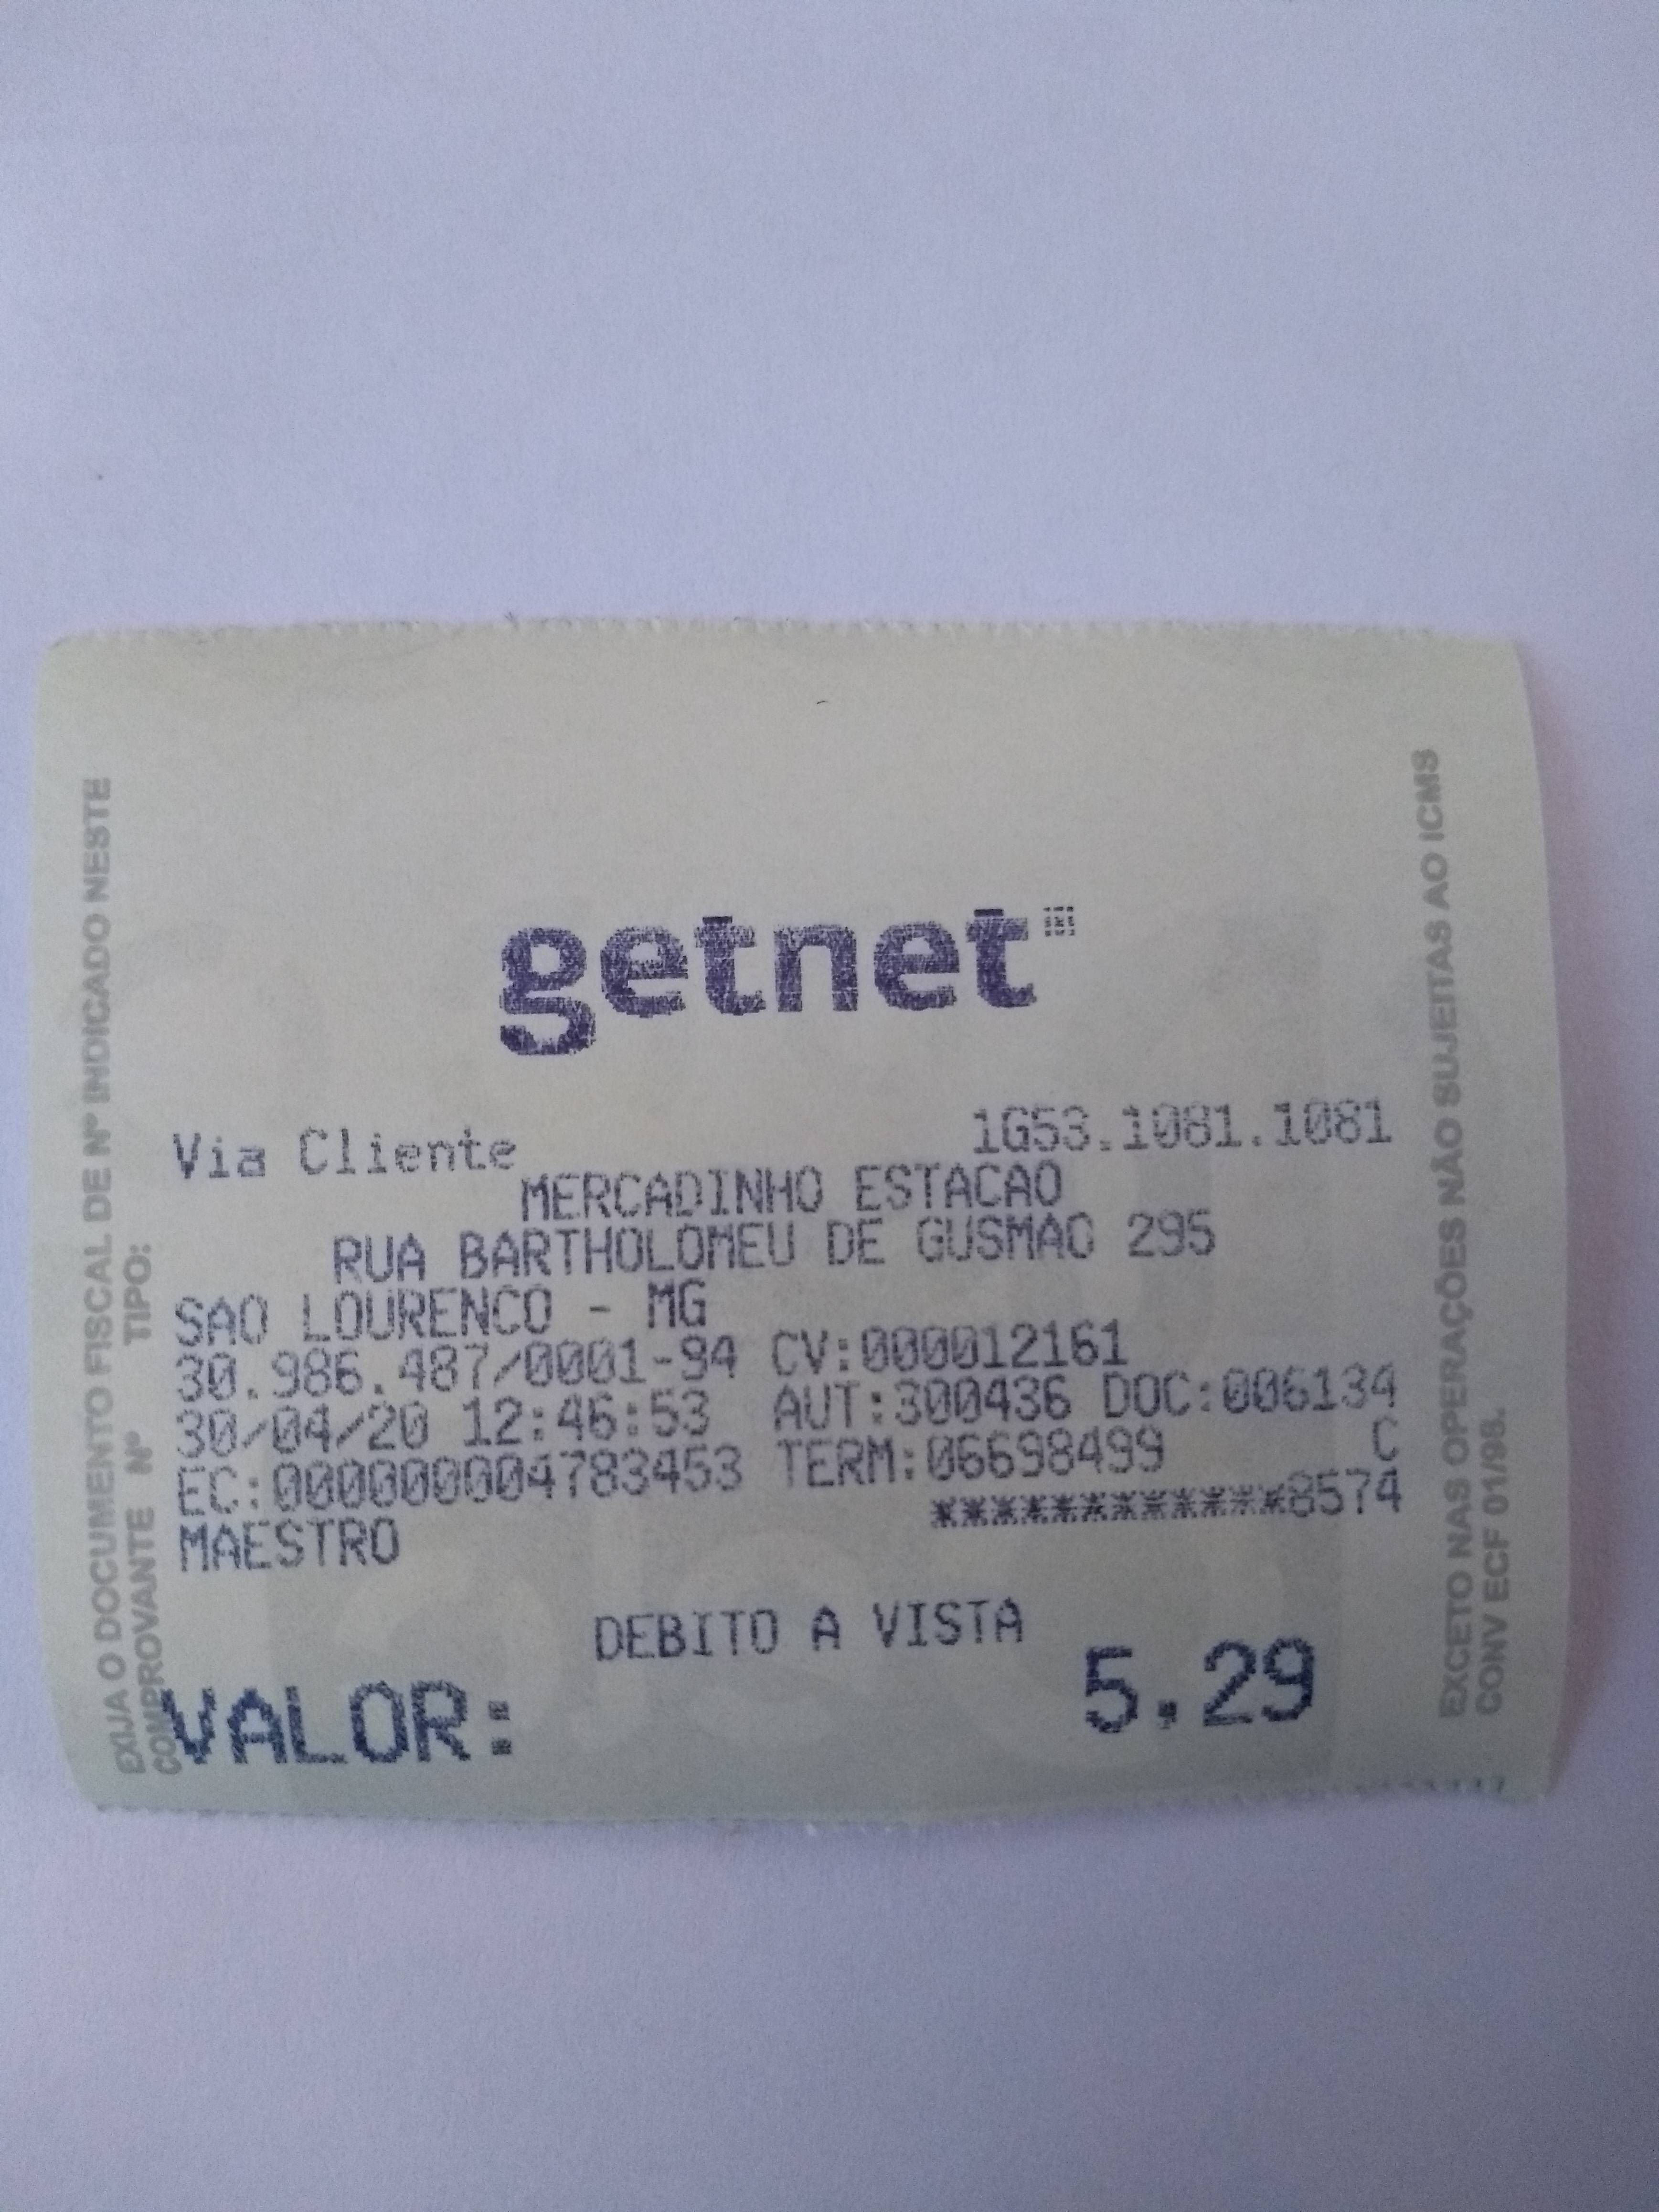 getnet
Via Cliente 1G53.1081.1081
MERCADINHO ESTACAO
RUA BARTHOLOMEU DE GUSMAO 295
SAO LOURENCO - MG
30.986.487/0001-94 CV:000012161
30/04/20 12:46:53 AUT:300436 DOC:006134
EC:000000004783453 TERM:06698499 C
MAESTRO ************8574
DEBITO A VISTA
VALOR: 5.29
EXIJA O DOCUMENTO FISCAL DE Nº INDICADO NESTE
COMPROVANTE Nº TIPO:
EXCETO NAS OPERAÇÕES NÃO SUJEITAS AO ICMS
CONV ECF 01/98.